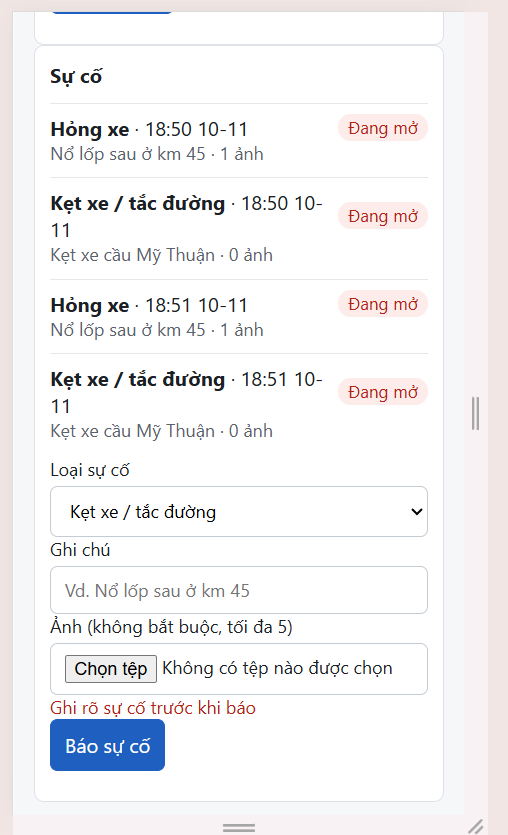 Sự cố
Hỏng xe · 18:50 10-11
Đang mở
Nổ lốp sau ở km 45 · 1 ảnh
Kẹt xe / tắc đường · 18:50 10-
11
Đang mở
Kẹt xe cầu Mỹ Thuận · 0 ảnh
Hỏng xe · 18:51 10-11
Đang mở
Nổ lốp sau ở km 45 · 1 ảnh
Kẹt xe / tắc đường · 18:51 10-
11
Đang mở
Kẹt xe cầu Mỹ Thuận · 0 ảnh
Loại sự cố
Kẹt xe / tắc đường
Ghi chú
Vd. Nổ lốp sau ở km 45
Ảnh (không bắt buộc, tối đa 5)
Chọn tệp Không có tệp nào được chọn
Ghi rõ sự cố trước khi báo
Báo sự cố